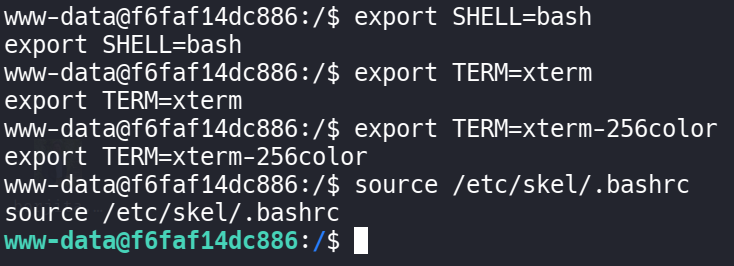 www-data@f6faf14dc886:/$ export SHELL=bash
export SHELL=bash
www-data@f6faf14dc886:/$ export TERM=xterm
export TERM=xterm
www-data@f6faf14dc886:/$ export TERM=xterm-256color
export TERM=xterm-256color
www-data@f6faf14dc886:/$ source /etc/skel/.bashrc
source /etc/skel/.bashrc
www-data@f6faf14dc886:/$